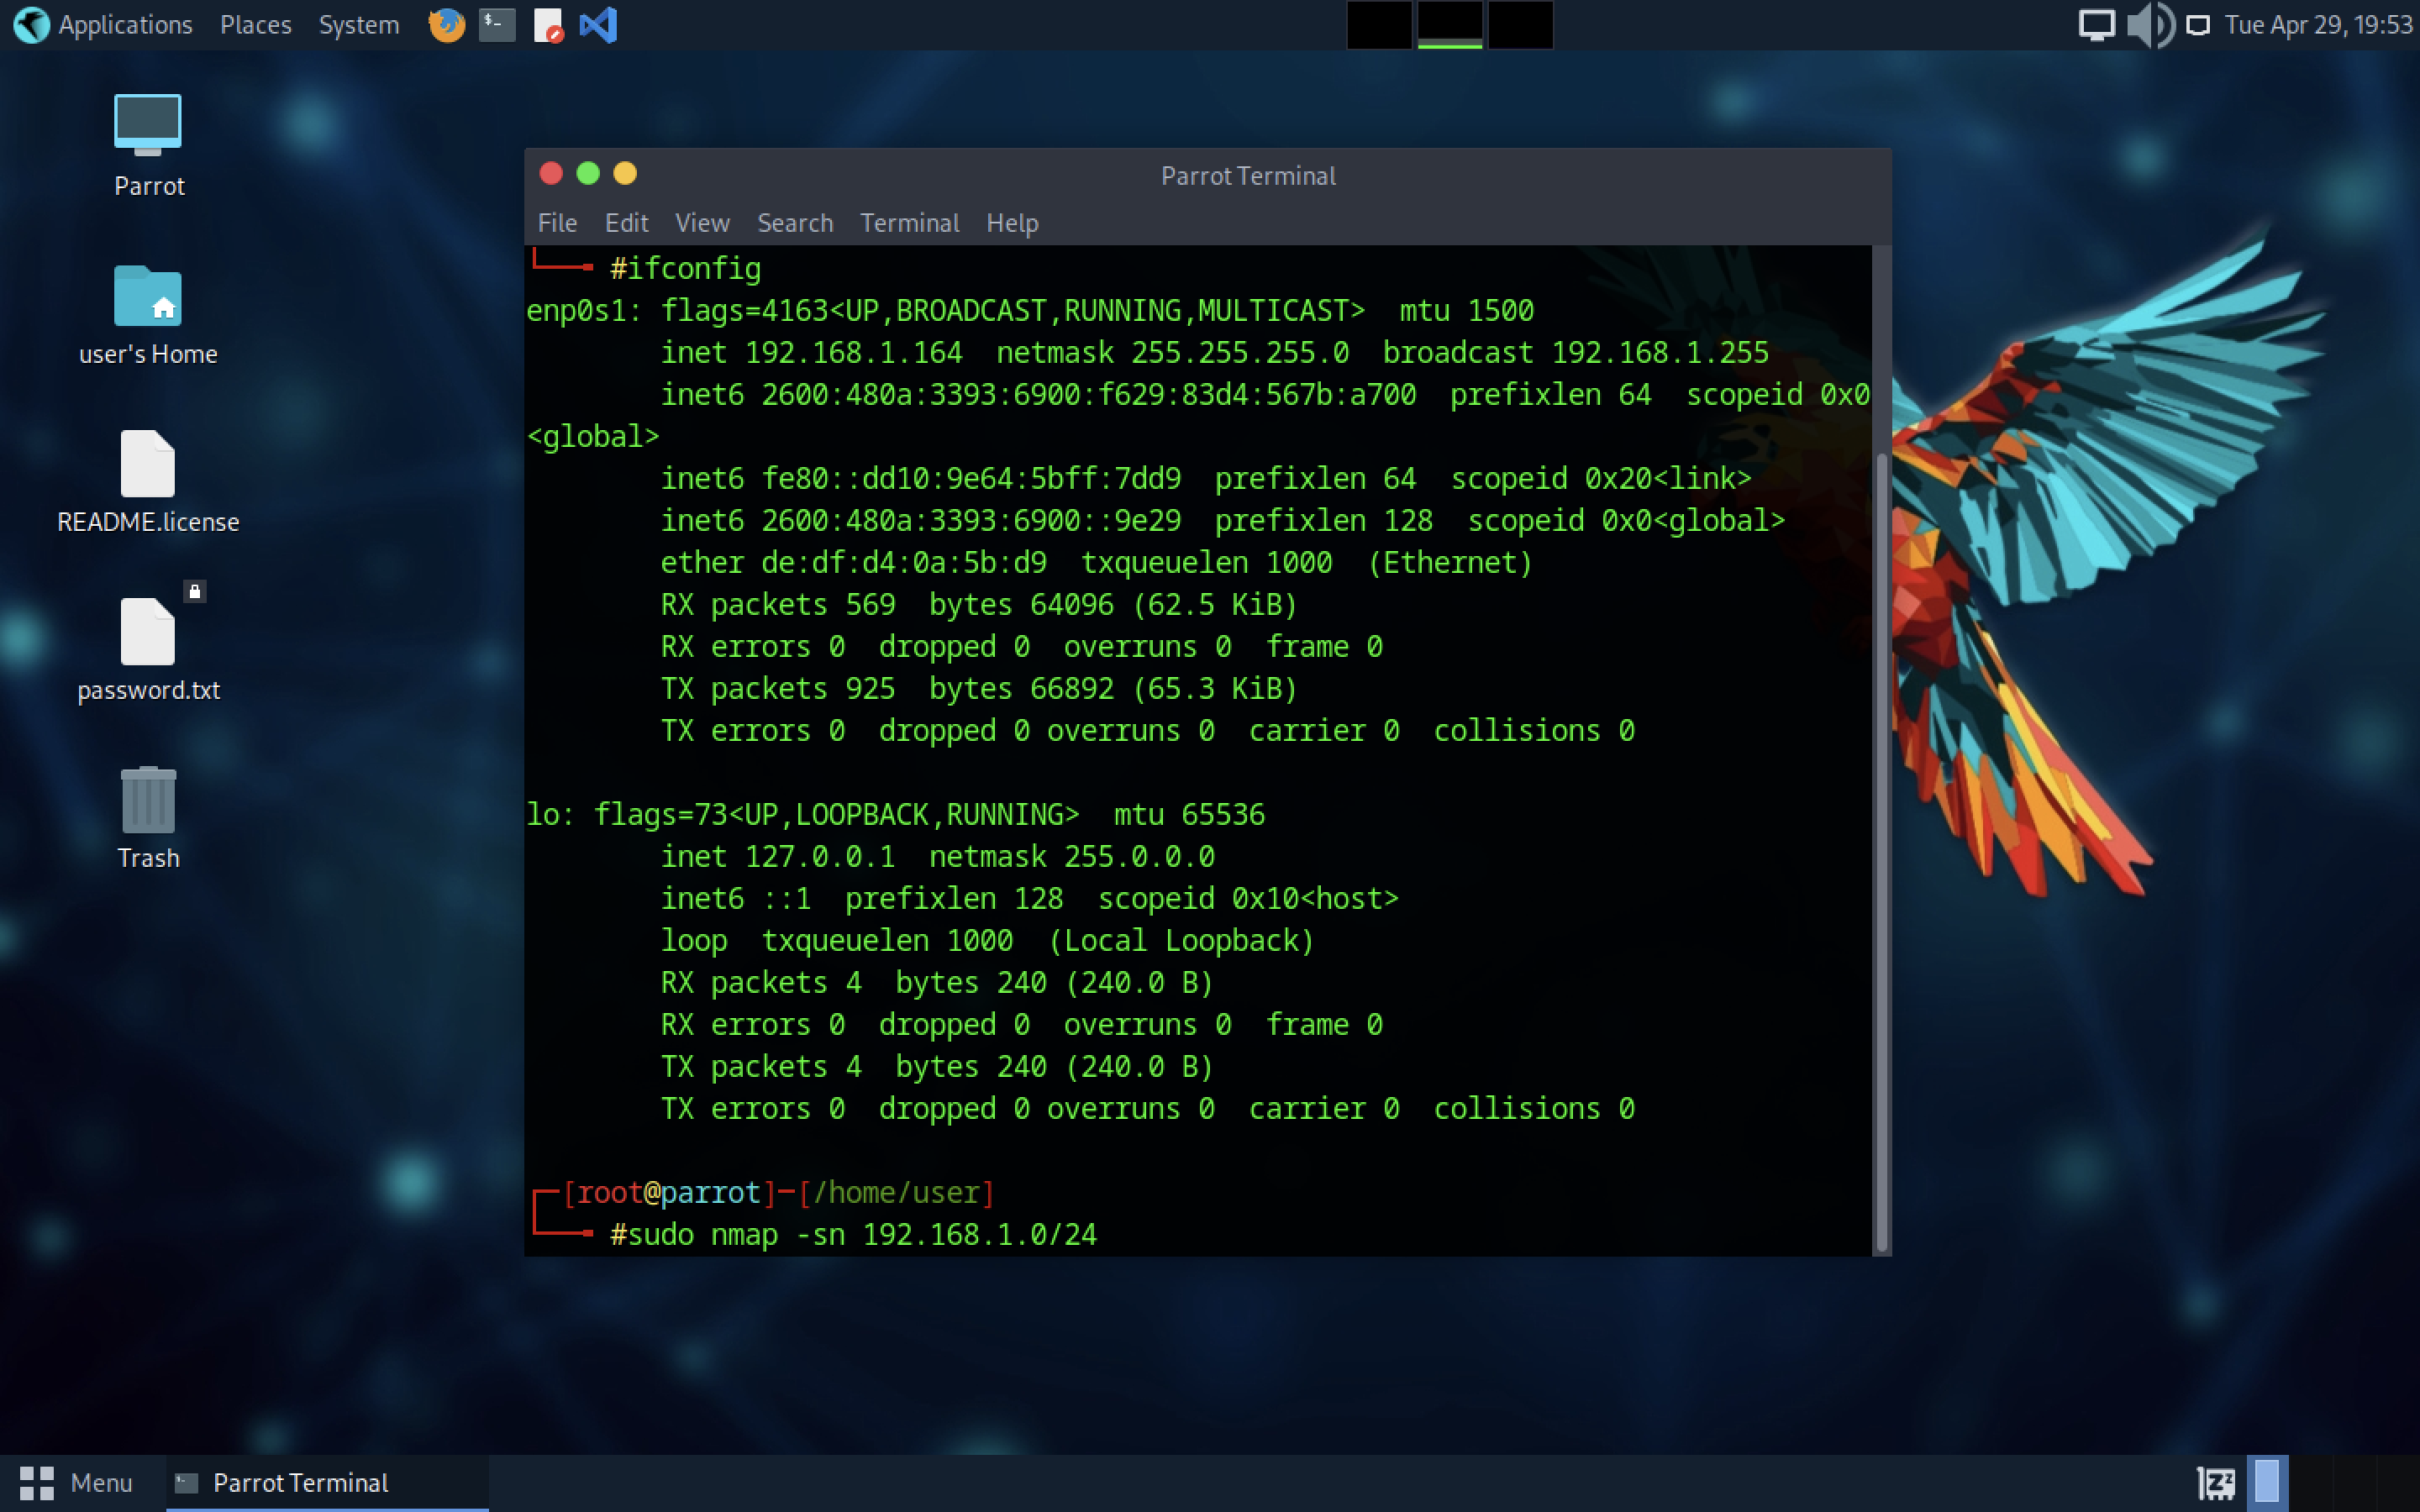 Applications Places System
Tue Apr 29, 19:53
Parrot
user's Home
README.license
password.txt
Trash
Parrot Terminal
File Edit View Search Terminal Help
#ifconfig
enp0s1: flags=4163<UP,BROADCAST,RUNNING,MULTICAST>  mtu 1500
        inet 192.168.1.164  netmask 255.255.255.0  broadcast 192.168.1.255
        inet6 2600:480a:3393:6900:f629:83d4:567b:a700  prefixlen 64  scopeid 0x0
<global>
        inet6 fe80::dd10:9e64:5bff:7dd9  prefixlen 64  scopeid 0x20<link>
        inet6 2600:480a:3393:6900::9e29  prefixlen 128  scopeid 0x0<global>
        ether de:df:d4:0a:5b:d9  txqueuelen 1000  (Ethernet)
        RX packets 569  bytes 64096 (62.5 KiB)
        RX errors 0  dropped 0  overruns 0  frame 0
        TX packets 925  bytes 66892 (65.3 KiB)
        TX errors 0  dropped 0 overruns 0  carrier 0  collisions 0

lo: flags=73<UP,LOOPBACK,RUNNING>  mtu 65536
        inet 127.0.0.1  netmask 255.0.0.0
        inet6 ::1  prefixlen 128  scopeid 0x10<host>
        loop  txqueuelen 1000  (Local Loopback)
        RX packets 4  bytes 240 (240.0 B)
        RX errors 0  dropped 0  overruns 0  frame 0
        TX packets 4  bytes 240 (240.0 B)
        TX errors 0  dropped 0 overruns 0  carrier 0  collisions 0

[root@parrot]─[/home/user]
#sudo nmap -sn 192.168.1.0/24
Menu
Parrot Terminal
zz